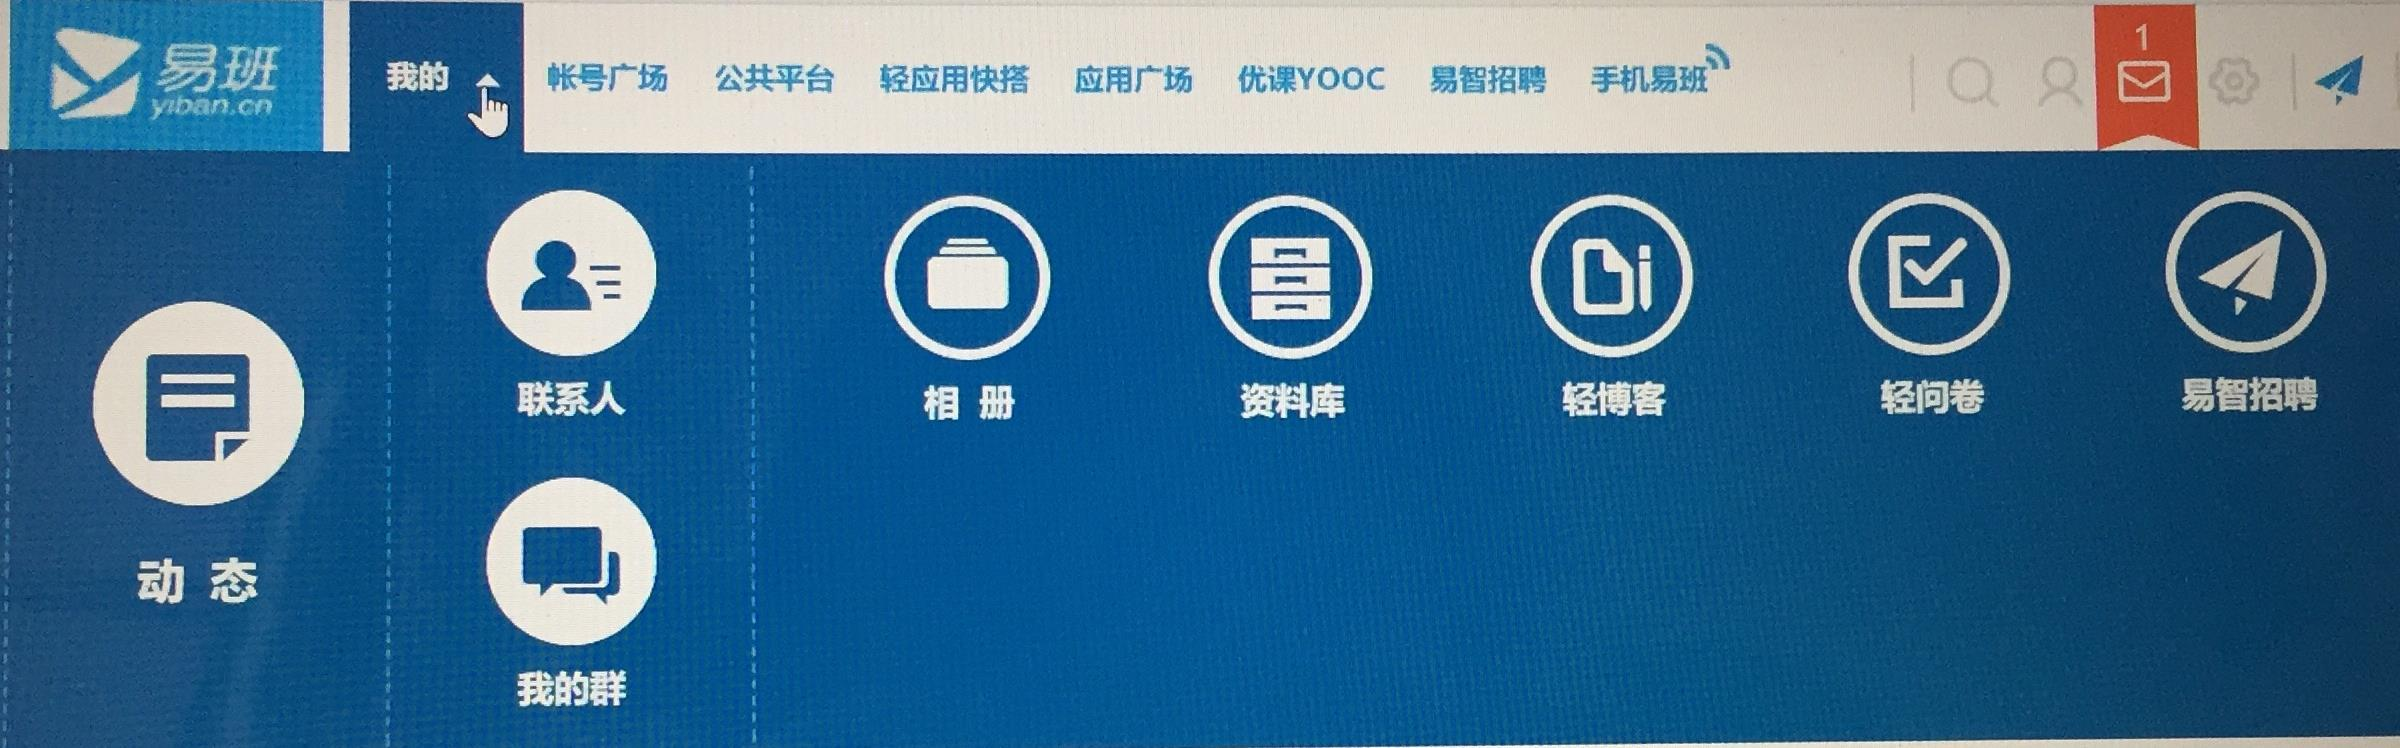 易班
yiban.cn
我的 帐号广场 公共平台 轻应用快搭 应用广场 优课YOOC 易智招聘 手机易班
1
联系人 相 册 资料库 轻博客 轻问卷 易智招聘
动 态
我的群